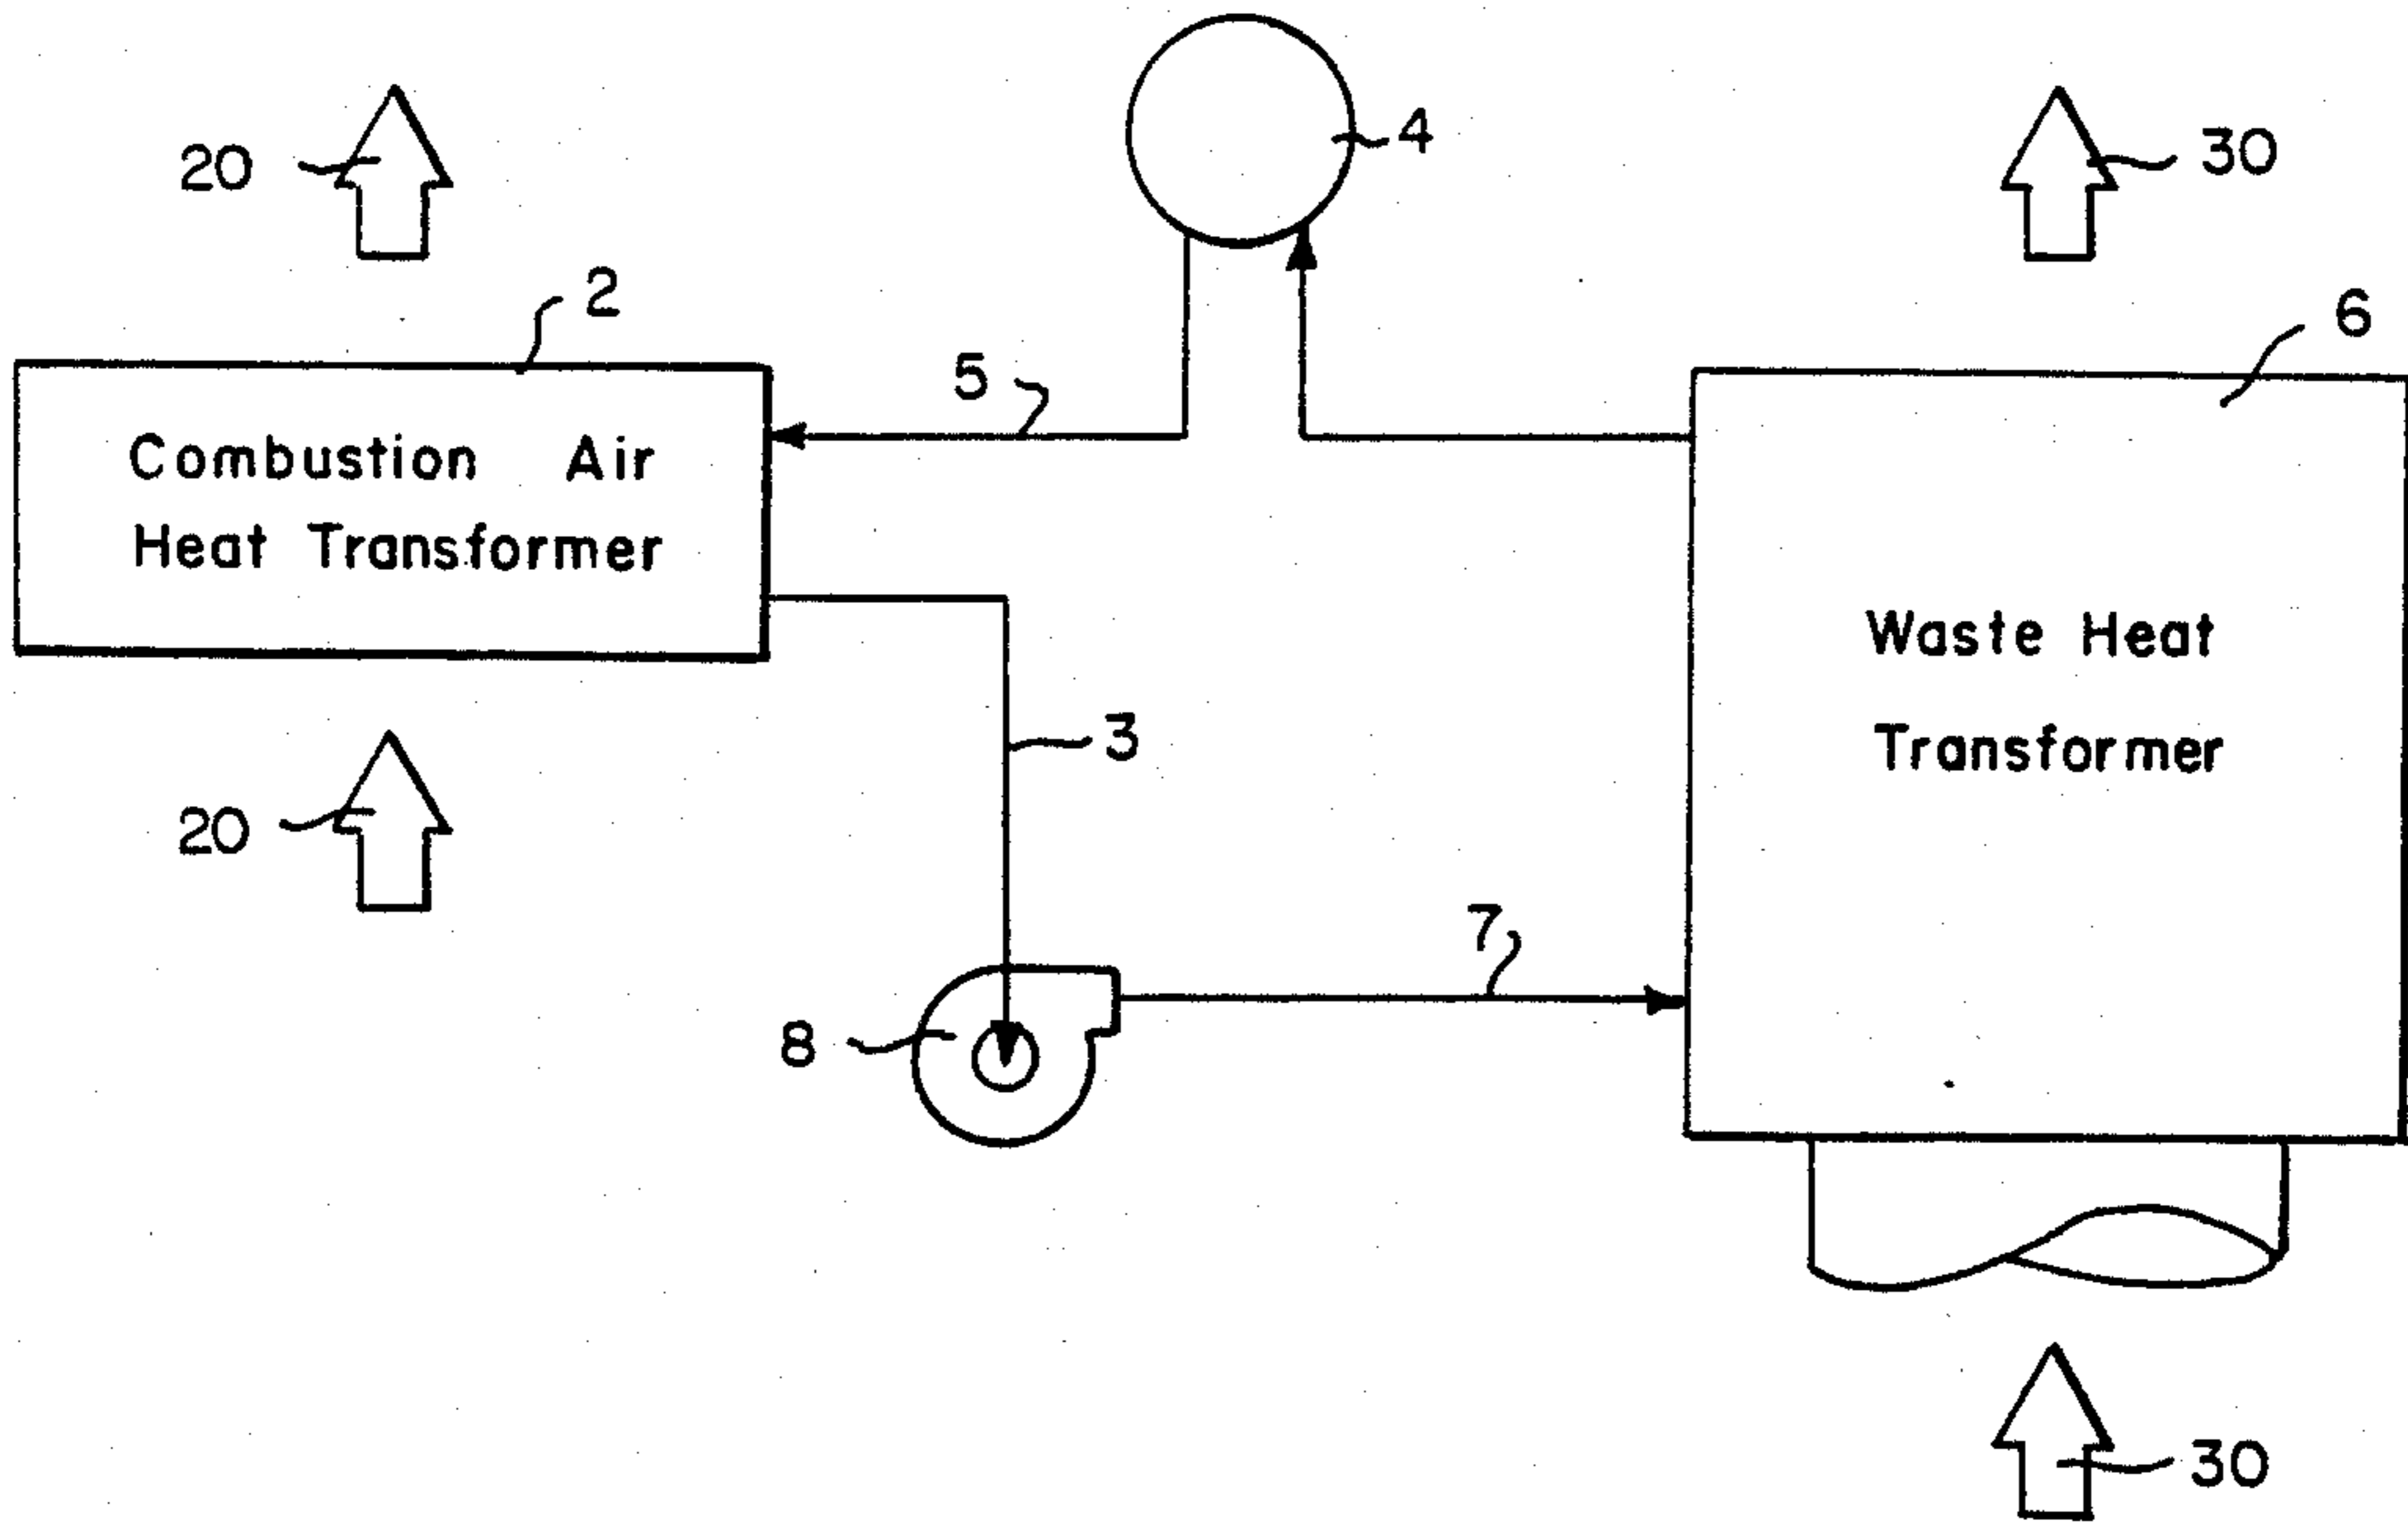 4
20
30
2
6
5
Combustion Air
Heat Transformer
Waste Heat
Transformer
3
20
7
8
30